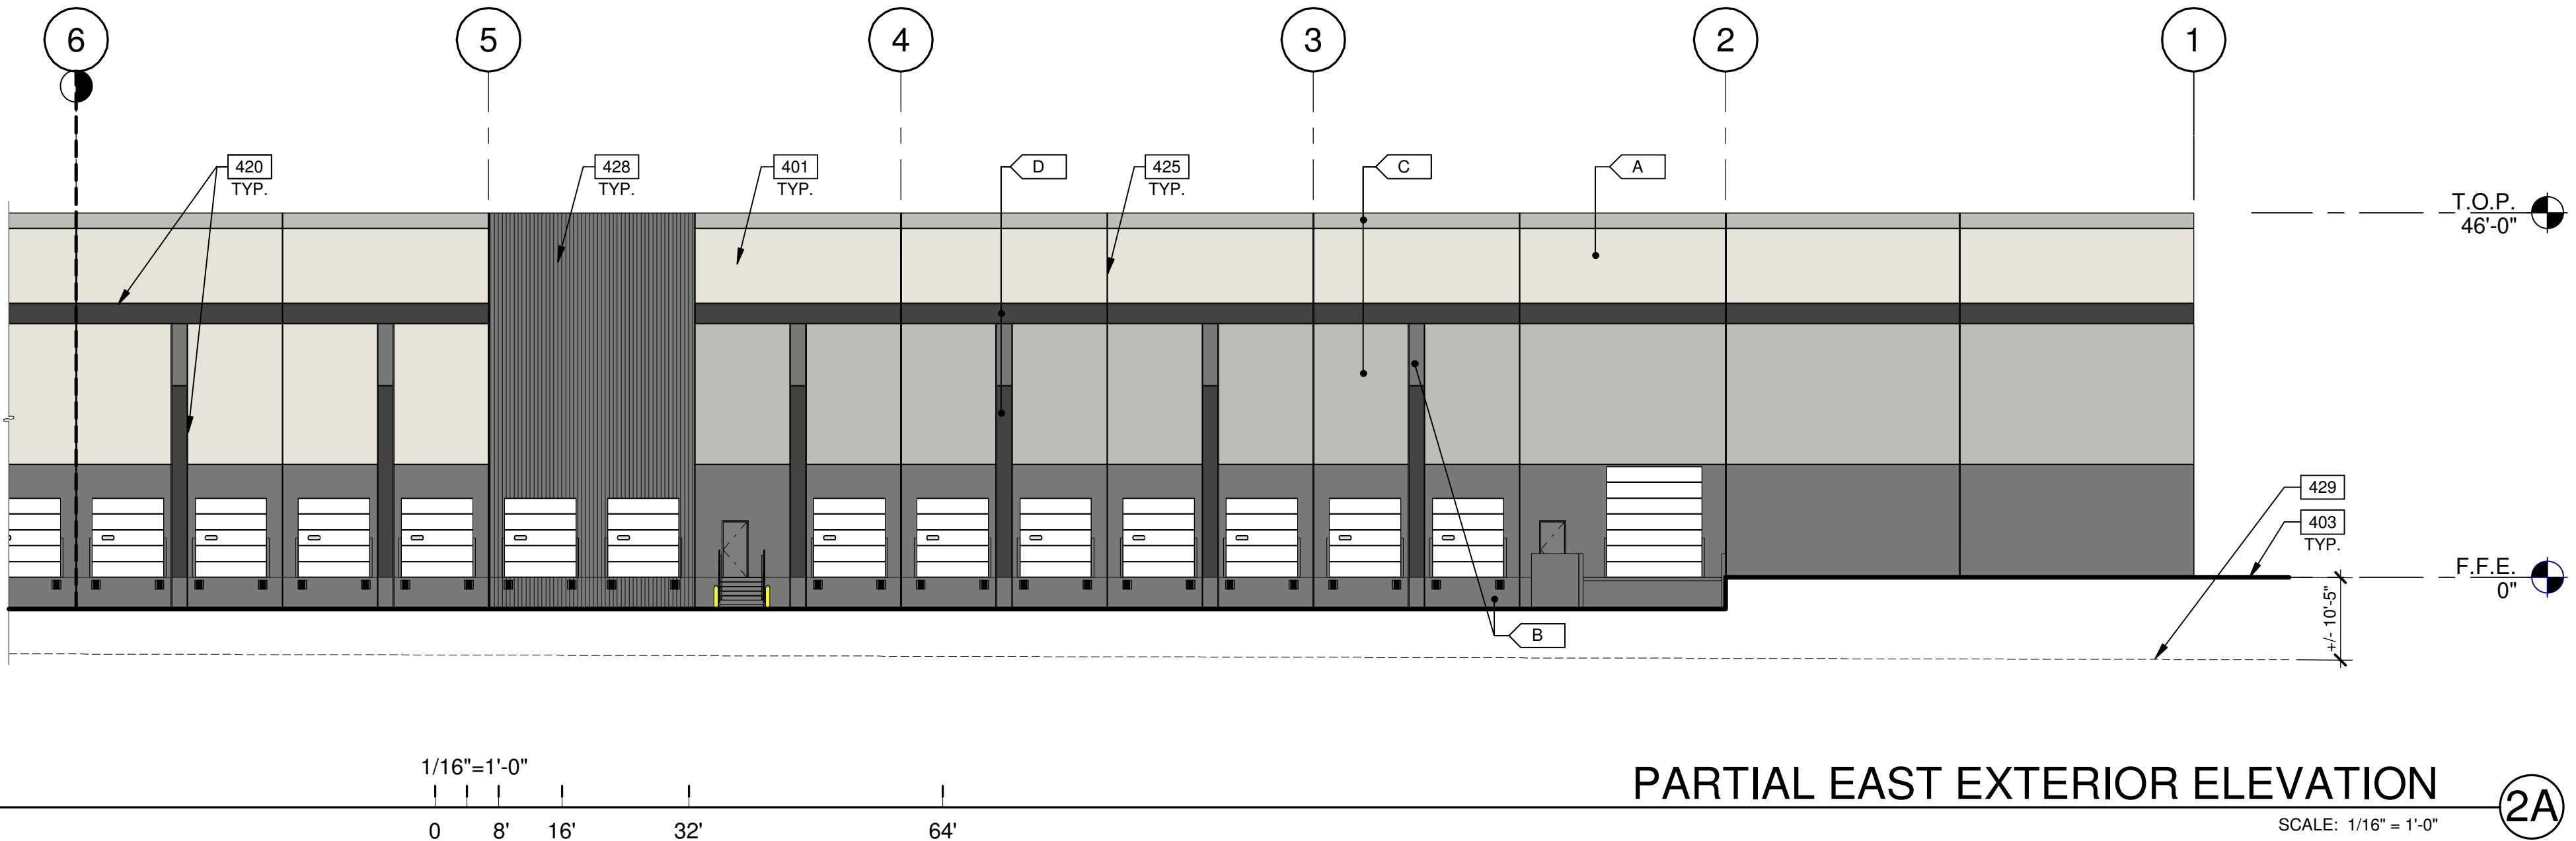 6
5
4
3
2
1
420
TYP.
428
TYP.
401
TYP.
D
425
TYP.
C
A
T.O.P.
46'-0"
429
403
TYP.
F.F.E.
0"
+/- 10'-5"
B
1/16"=1'-0"
0
8'
16'
32'
64'
PARTIAL EAST EXTERIOR ELEVATION
SCALE: 1/16" = 1'-0"
2A